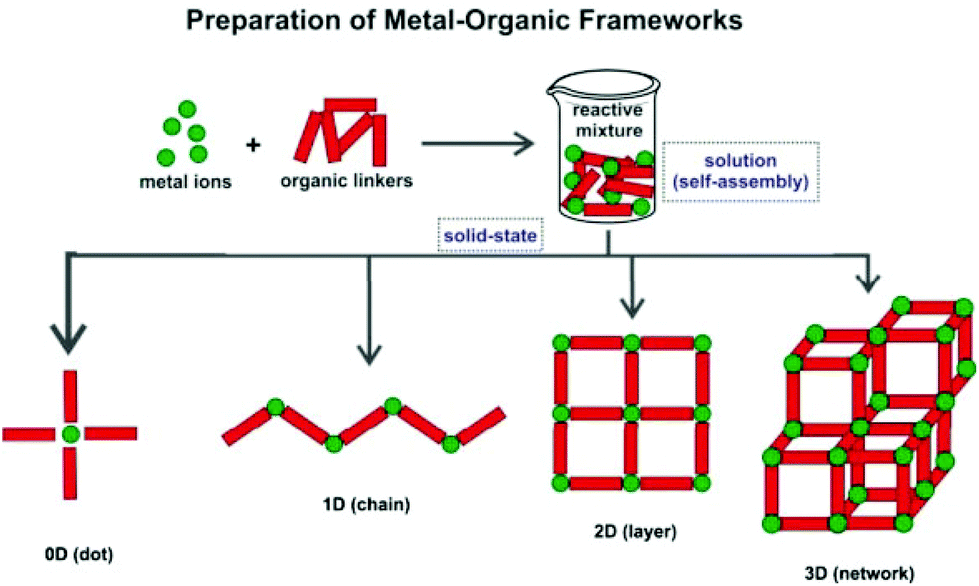 Preparation of Metal-Organic Frameworks
metal ions
+
organic linkers
reactive
mixture
solution
(self-assembly)
solid-state
0D (dot)
1D (chain)
2D (layer)
3D (network)